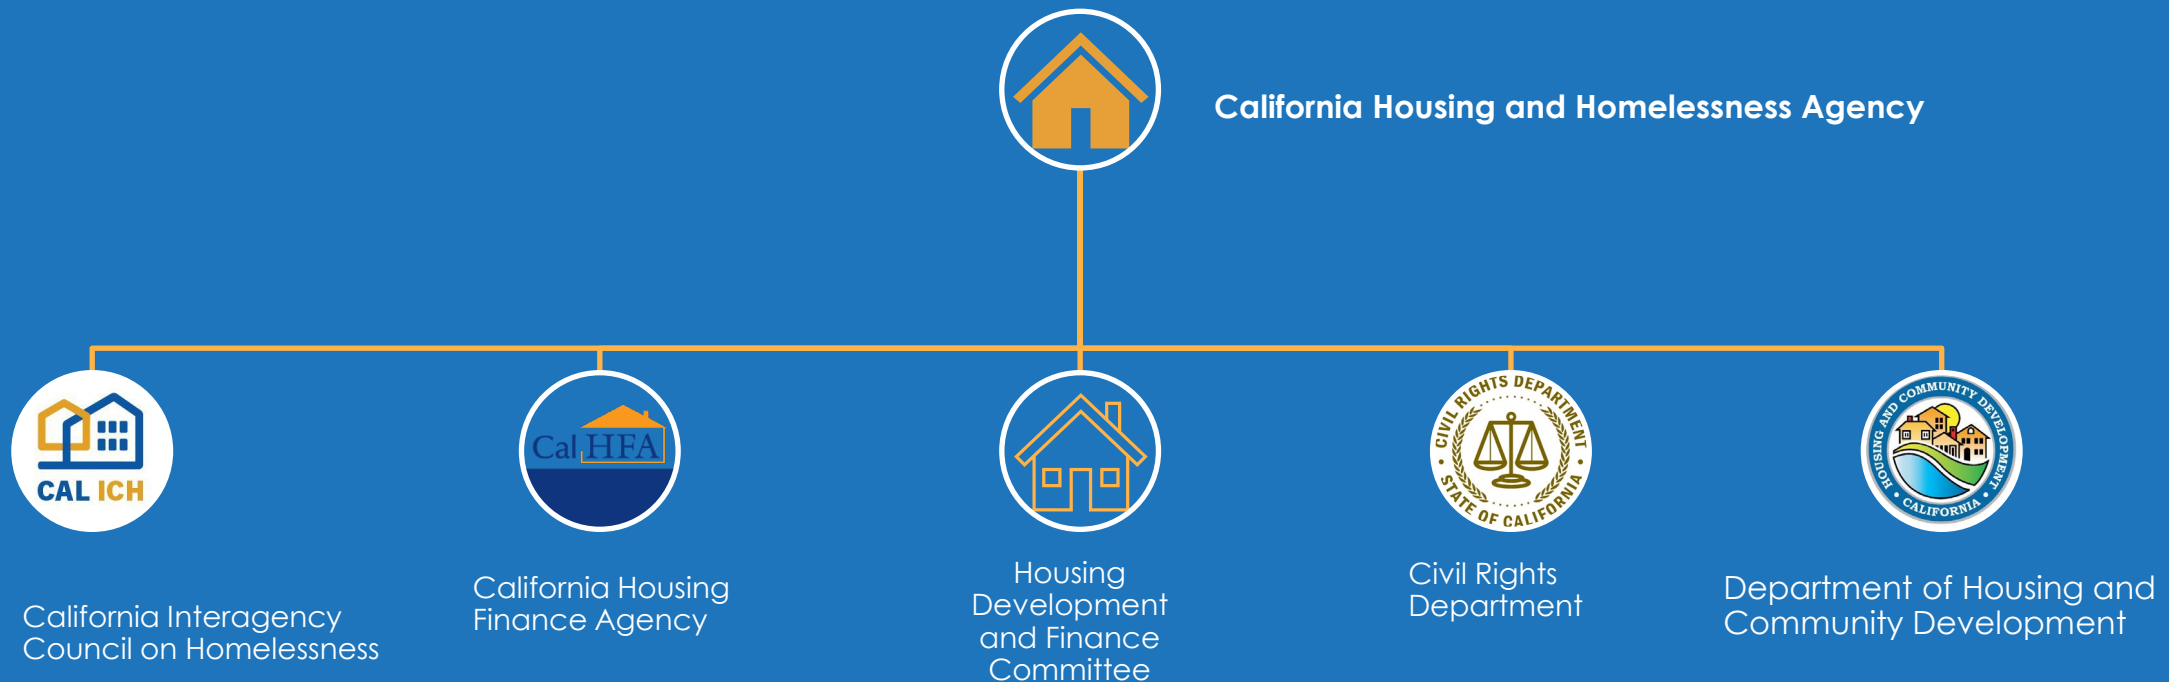 California Housing and Homelessness Agency
CAL ICH
Cal HFA
CIVIL RIGHTS DEPARTMENT
• STATE OF CALIFORNIA •
HOUSING AND COMMUNITY DEVELOPMENT
• CALIFORNIA •
California Interagency
Council on Homelessness
California Housing
Finance Agency
Housing
Development
and Finance
Committee
Civil Rights
Department
Department of Housing and
Community Development